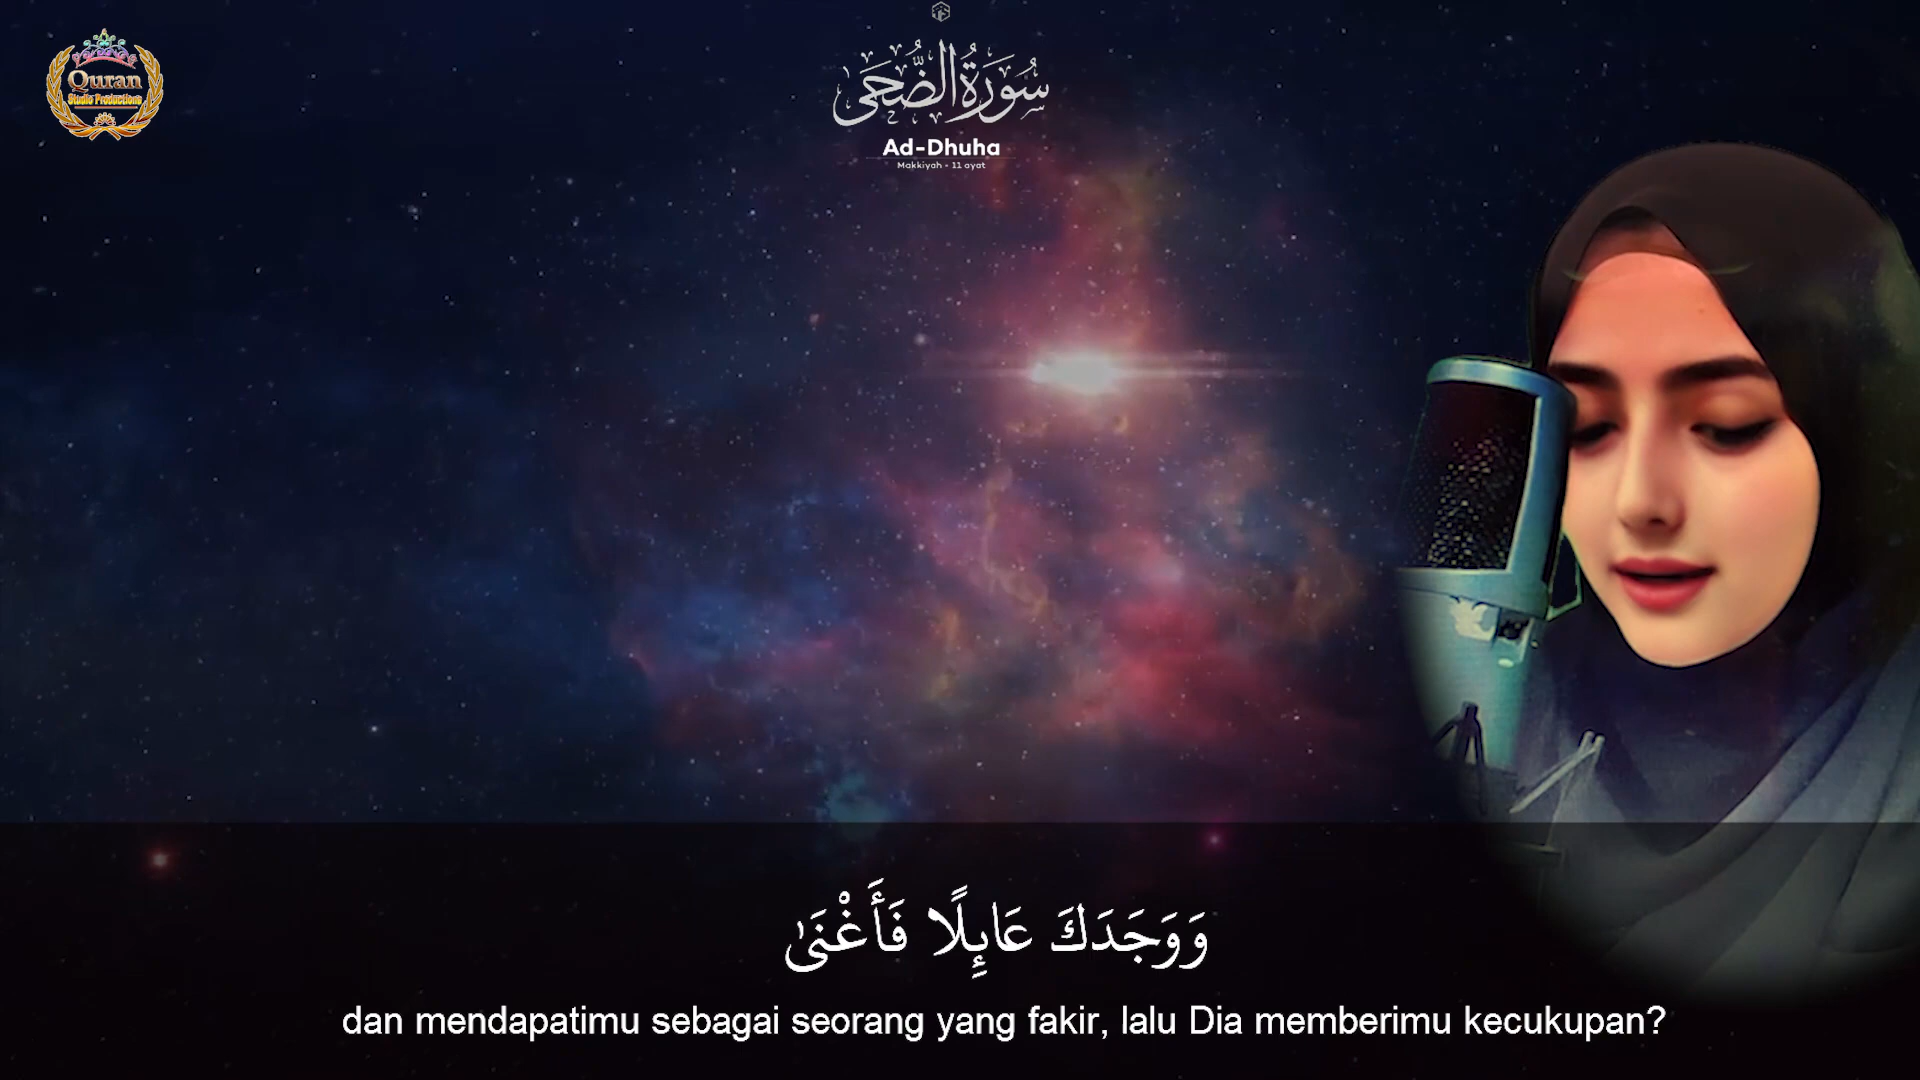 Quran
Studio Productions
سُورَةُ الضُّحَى
Ad-Dhuha
Makkiyah • 11 ayat
وَوَجَدَكَ عَآئِلًا فَأَغْنَىٰ
dan mendapatimu sebagai seorang yang fakir, lalu Dia memberimu kecukupan?